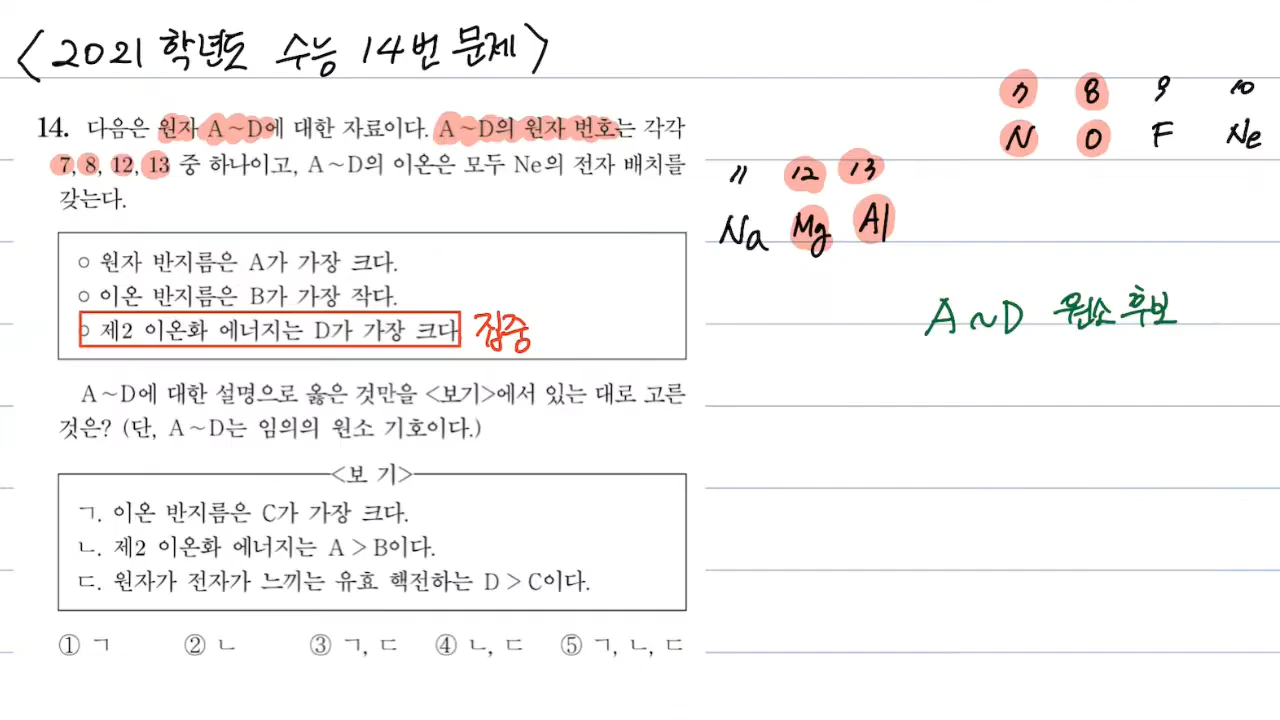 <2021 학년도 수능 14번 문제>
14. 다음은 원자 A~D에 대한 자료이다. A~D의 원자 번호는 각각
7, 8, 12, 13 중 하나이고, A~D의 이온은 모두 Ne의 전자 배치를
갖는다.
○ 원자 반지름은 A가 가장 크다.
○ 이온 반지름은 B가 가장 작다.
○ 제2 이온화 에너지는 D가 가장 크다
집중
A~D에 대한 설명으로 옳은 것만을 <보기>에서 있는 대로 고른
것은? (단, A~D는 임의의 원소 기호이다.)
<보 기>
ㄱ. 이온 반지름은 C가 가장 크다.
ㄴ. 제2 이온화 에너지는 A > B이다.
ㄷ. 원자가 전자가 느끼는 유효 핵전하는 D > C이다.
① ㄱ ② ㄴ ③ ㄱ, ㄷ ④ ㄴ, ㄷ ⑤ ㄱ, ㄴ, ㄷ
7 8 9 10
N O F Ne
11 12 13
Na Mg Al
A~D 원소 후보